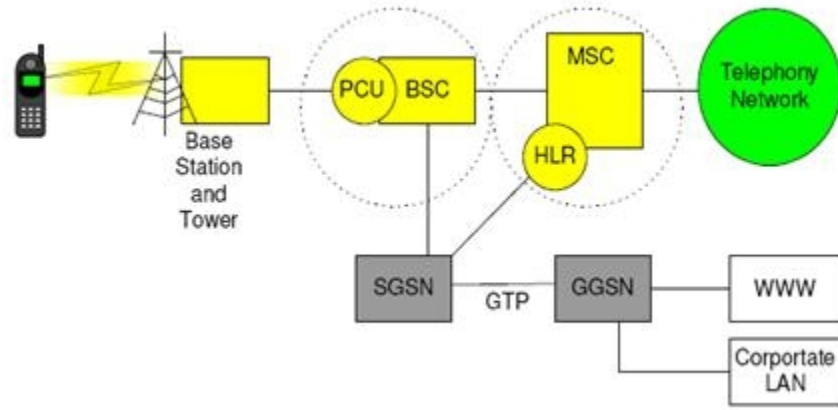 PCU
BSC
MSC
HLR
Telephony
Network
Base
Station
and
Tower
SGSN
GTP
GGSN
WWW
Corportate
LAN